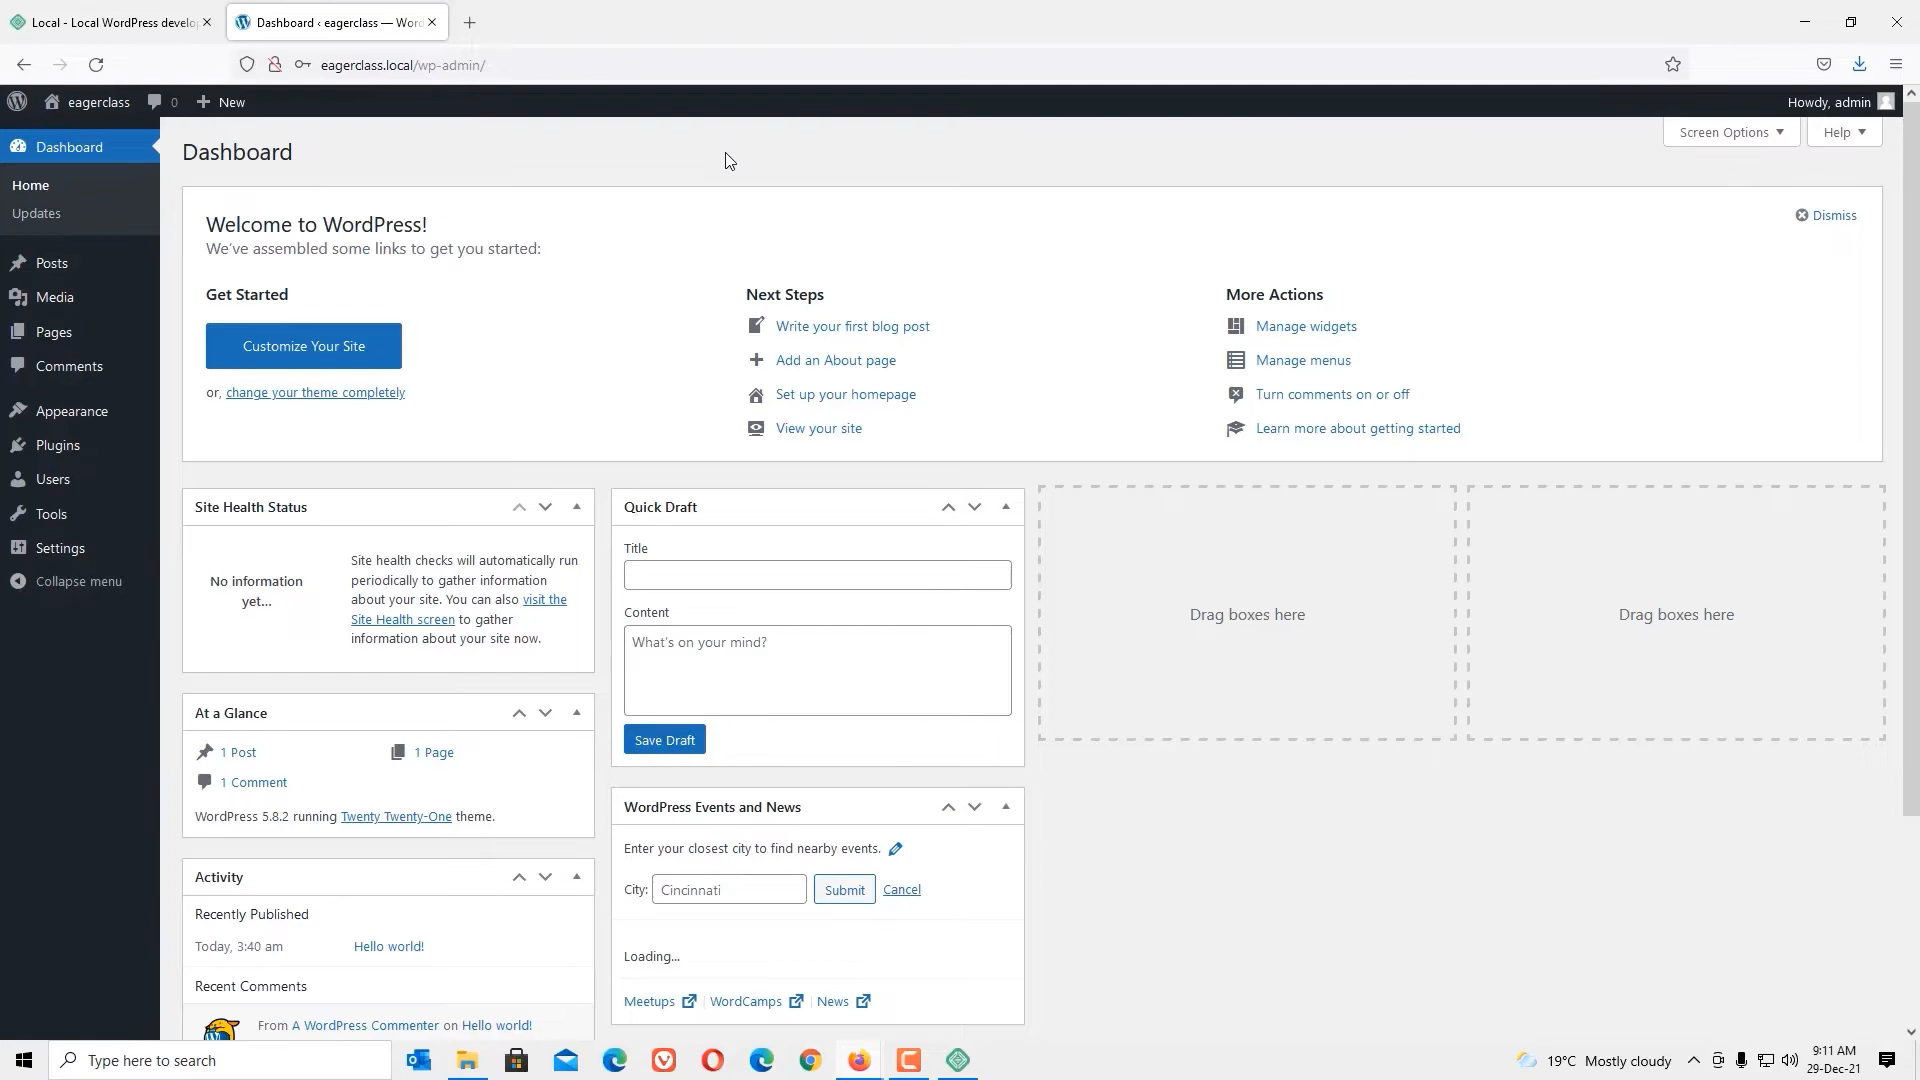 Local - Local WordPress develo
Dashboard ‹ eagerclass — Word
eagerclass.local/wp-admin/
eagerclass
0
New
Howdy, admin
Dashboard
Home
Updates
Posts
Media
Pages
Comments
Appearance
Plugins
Users
Tools
Settings
Collapse menu
Dashboard
Screen Options
Help
Welcome to WordPress!
Dismiss
We've assembled some links to get you started:
Get Started
Customize Your Site
or, change your theme completely
Next Steps
Write your first blog post
Add an About page
Set up your homepage
View your site
More Actions
Manage widgets
Manage menus
Turn comments on or off
Learn more about getting started
Site Health Status
No information
yet...
Site health checks will automatically run
periodically to gather information
about your site. You can also visit the
Site Health screen to gather
information about your site now.
At a Glance
1 Post
1 Page
1 Comment
WordPress 5.8.2 running Twenty Twenty-One theme.
Activity
Recently Published
Today, 3:40 am
Hello world!
Recent Comments
From A WordPress Commenter on Hello world!
Quick Draft
Title
Content
What's on your mind?
Save Draft
WordPress Events and News
Enter your closest city to find nearby events.
City:
Cincinnati
Submit
Cancel
Loading...
Meetups
WordCamps
News
Drag boxes here
Drag boxes here
Type here to search
19°C Mostly cloudy
9:11 AM
29-Dec-21